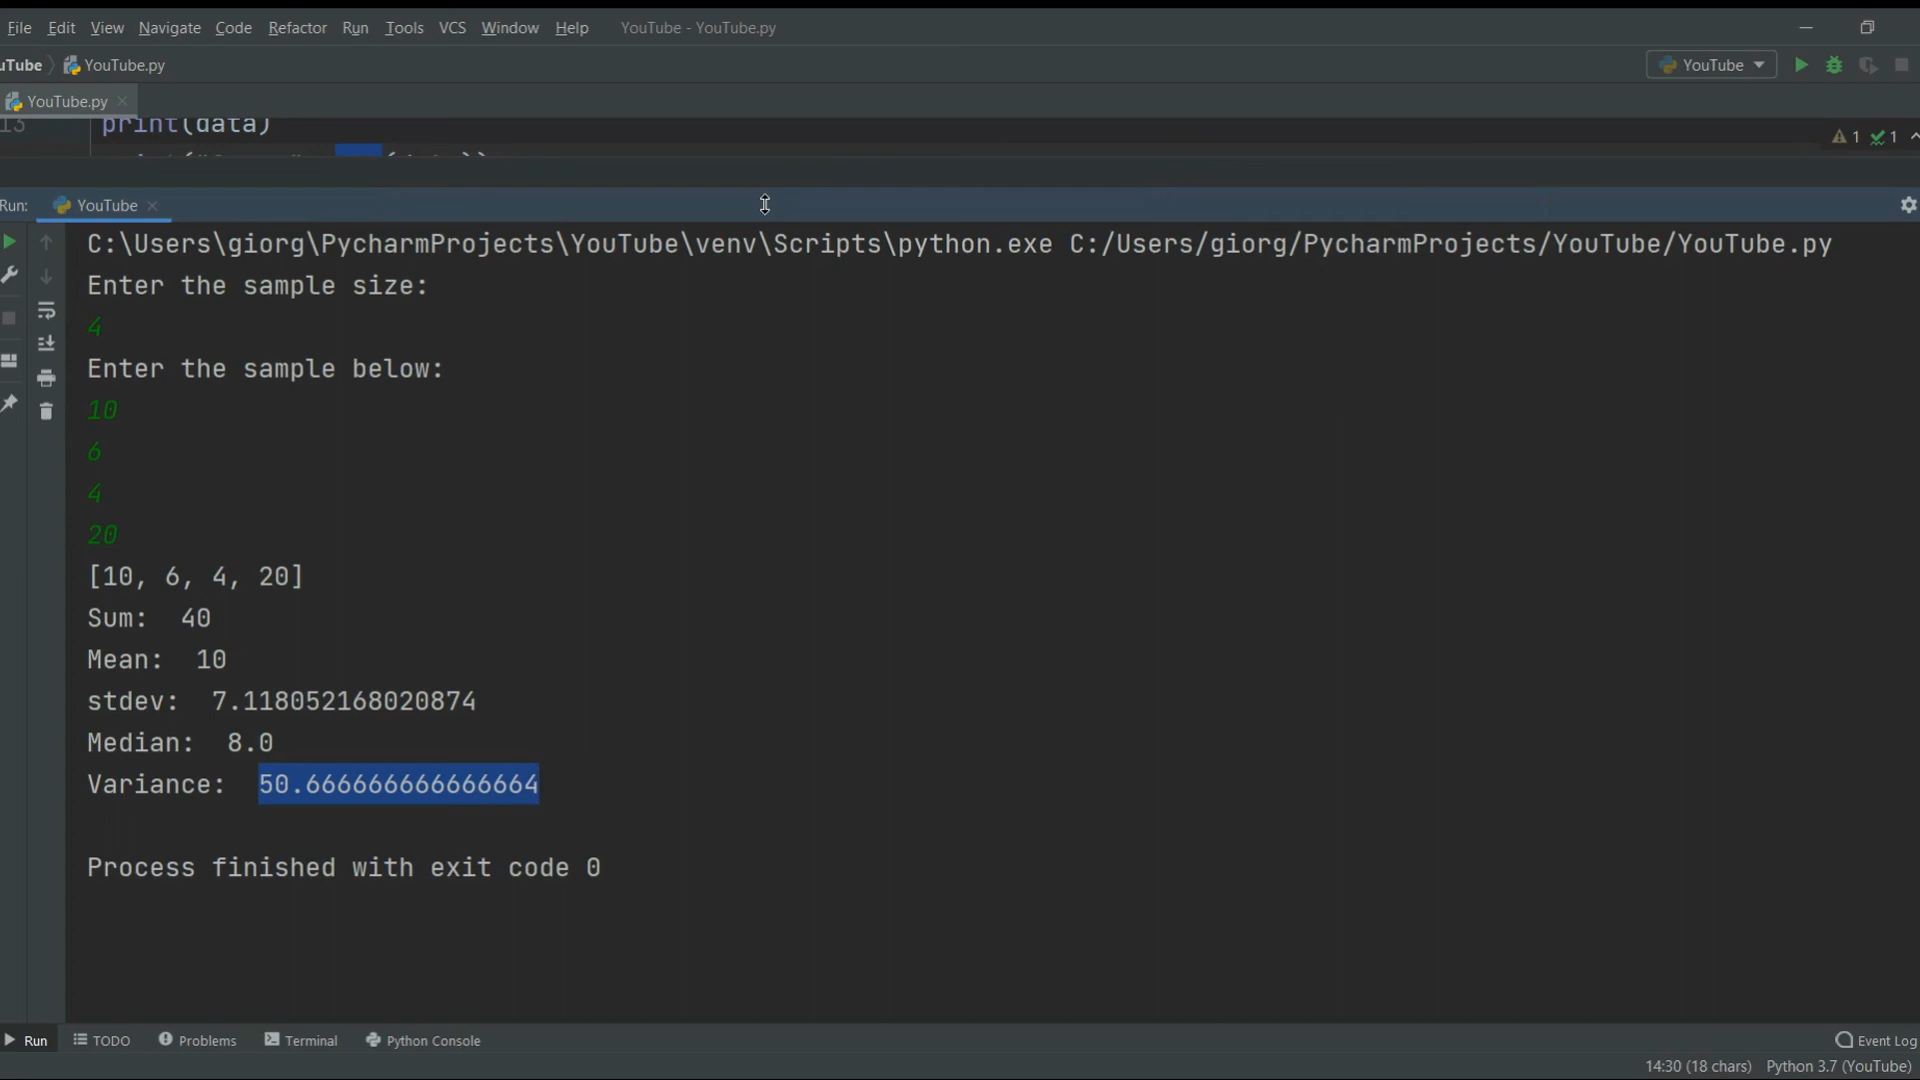 File Edit View Navigate Code Refactor Run Tools VCS Window Help YouTube - YouTube.py
uTube YouTube.py YouTube
YouTube.py
13 print(data)
1 1
Run: YouTube
C:\Users\giorg\PycharmProjects\YouTube\venv\Scripts\python.exe C:/Users/giorg/PycharmProjects/YouTube/YouTube.py
Enter the sample size:
4
Enter the sample below:
10
6
4
20
[10, 6, 4, 20]
Sum:  40
Mean:  10
stdev:  7.118052168020874
Median:  8.0
Variance:  50.666666666666664
Process finished with exit code 0
Run TODO Problems Terminal Python Console Event Log
14:30 (18 chars) Python 3.7 (YouTube)